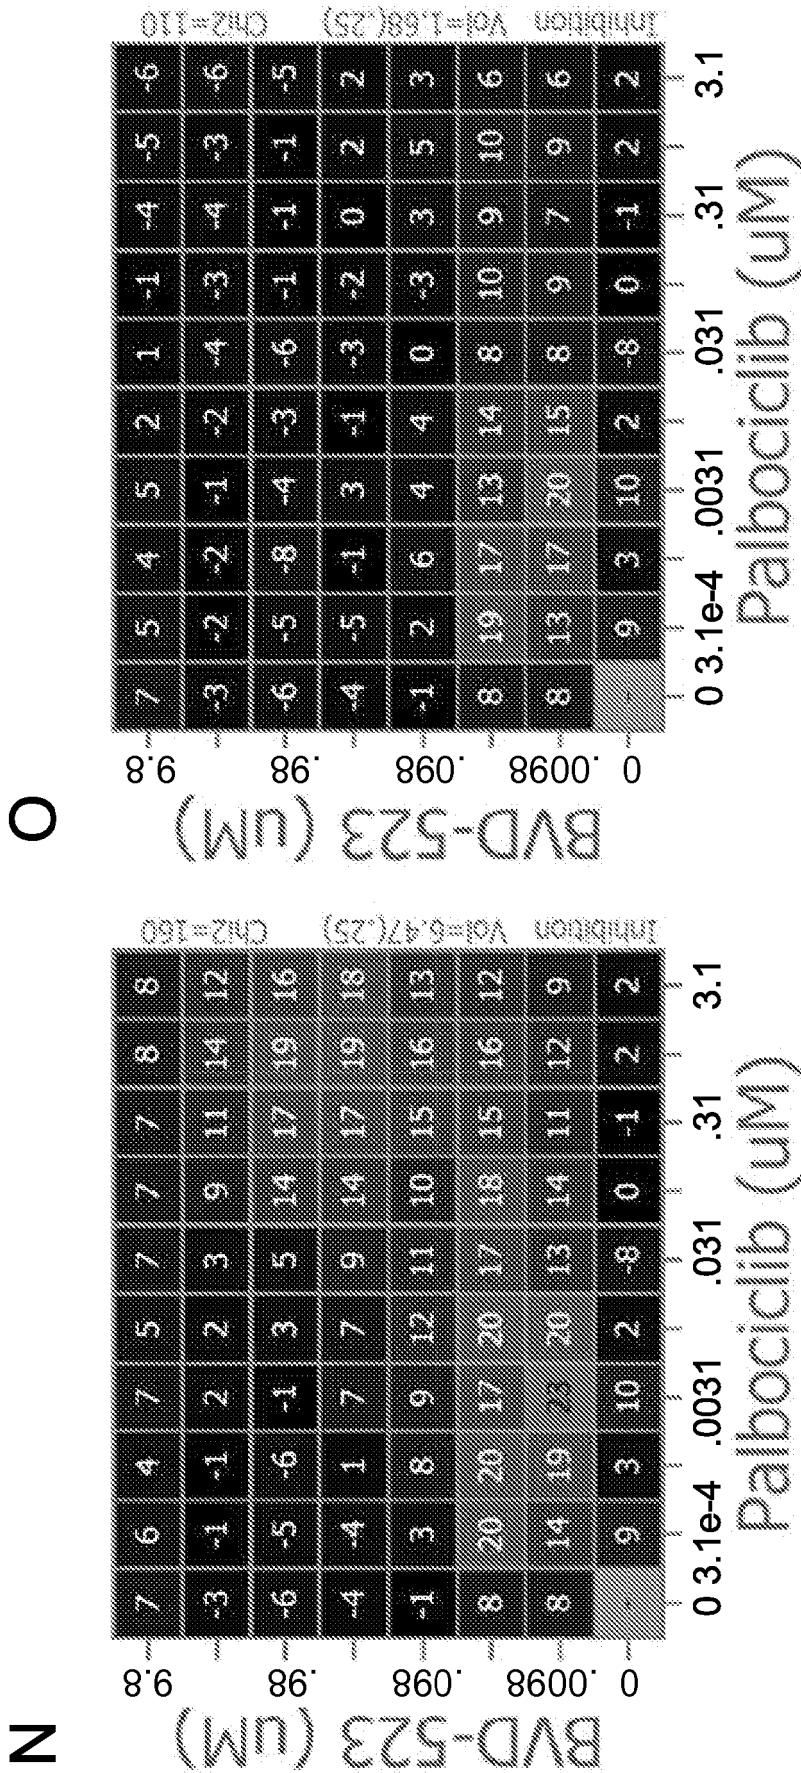 N
BVD-523 (uM)
9.8 7 6 4 7 5 7 7 7 8 8
-3 -1 -1 2 2 3 9 11 14 12
.98 -6 -5 -6 -1 3 5 14 17 19 16
-4 -4 1 7 7 9 14 17 19 18
.098 -1 3 8 9 12 11 10 15 16 13
8 20 20 17 20 17 18 15 16 12
.0098 8 14 19 23 20 13 14 11 12 9
0 - 9 3 10 2 -8 0 -1 2 2
0 3.1e-4 .0031 .031 .31 3.1
Palbociclib (uM)
Inhibition Vol=6.47(.25) Chi2=160
O
BVD-523 (uM)
9.8 7 5 4 5 2 1 -1 -4 -5 -6
-3 -2 -2 -1 -2 -4 -3 -4 -3 -6
.98 -6 -5 -8 -4 -3 -6 -1 -1 -1 -5
-4 -5 -1 3 -1 -3 -2 0 2 2
.098 -1 2 6 4 4 0 -3 3 5 3
8 19 17 13 14 8 10 9 10 6
.0098 8 13 17 20 15 8 9 7 9 6
0 - 9 3 10 2 -8 0 -1 2 2
0 3.1e-4 .0031 .031 .31 3.1
Palbociclib (uM)
Inhibition Vol=1.68(.25) Chi2=110